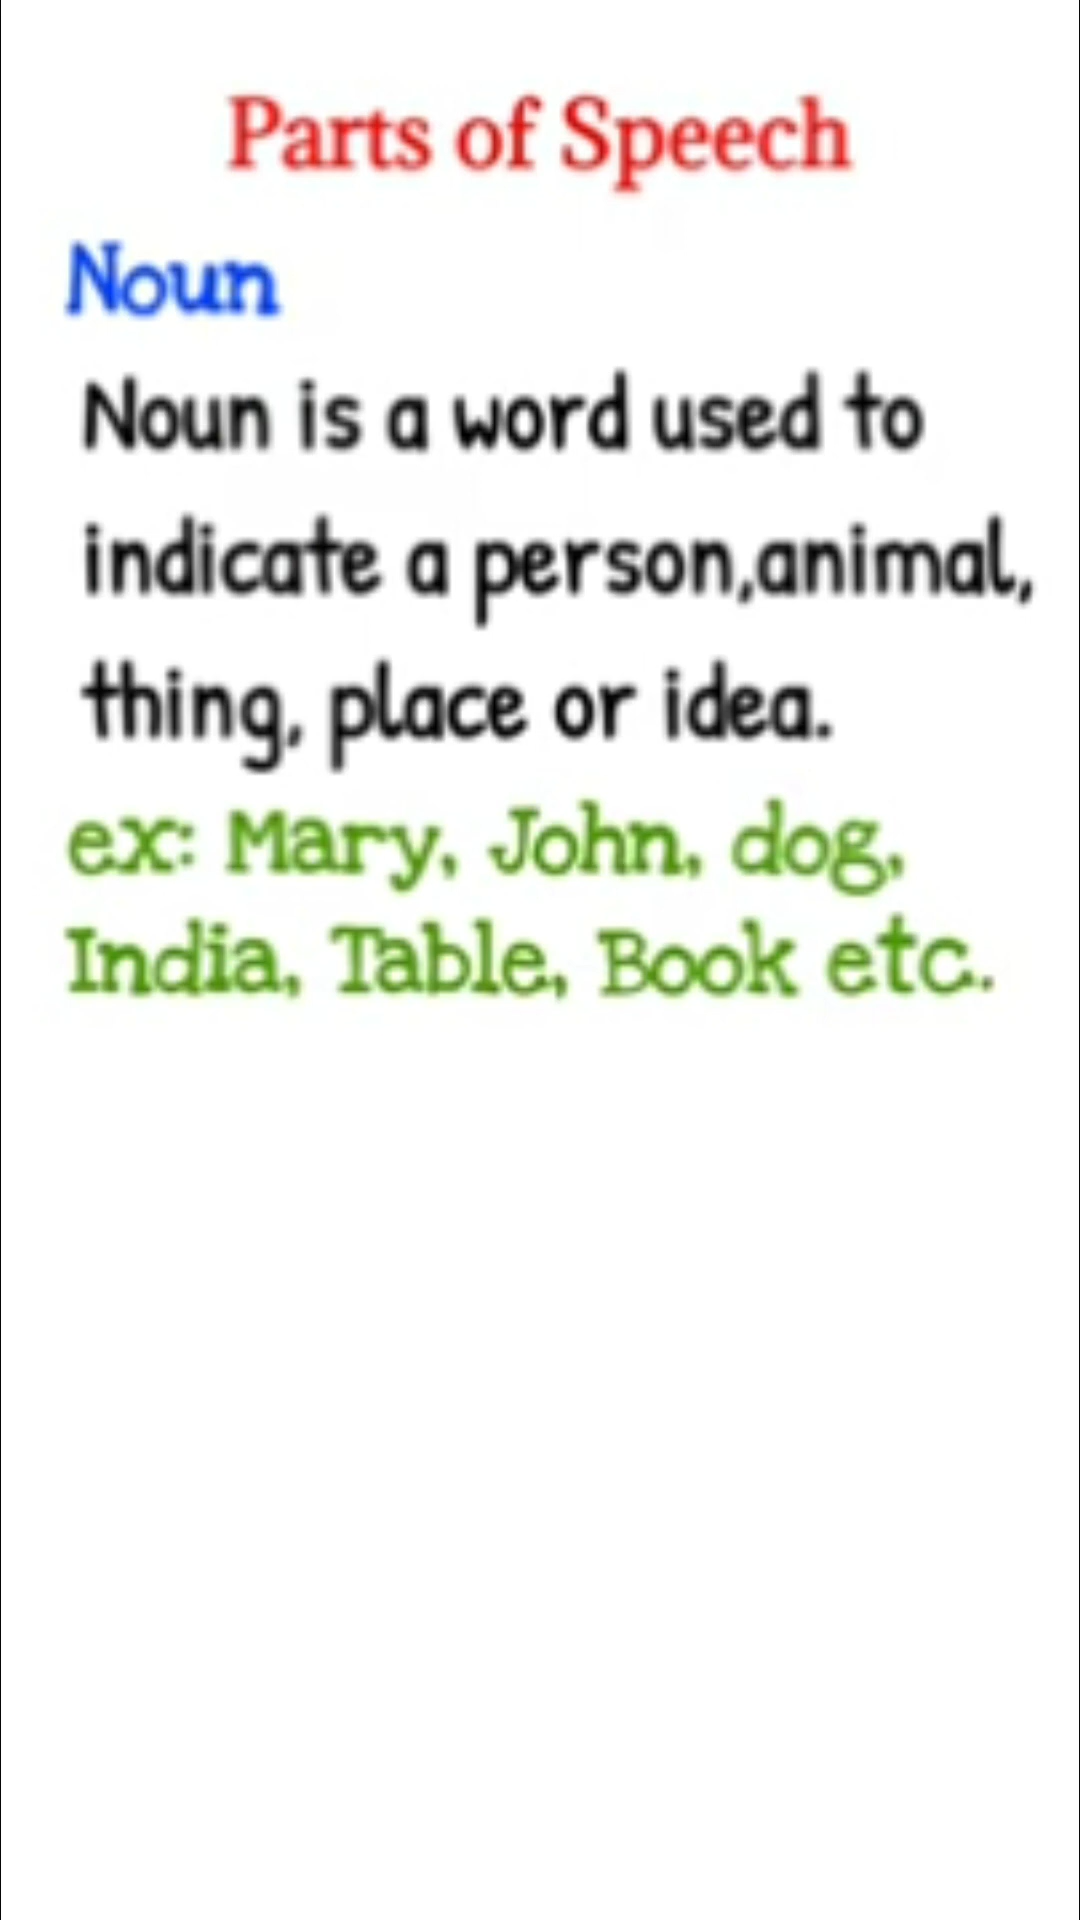 Parts of Speech
Noun
Noun is a word used to
indicate a person,animal,
thing, place or idea.
ex: Mary, John, dog,
India, Table, Book etc.